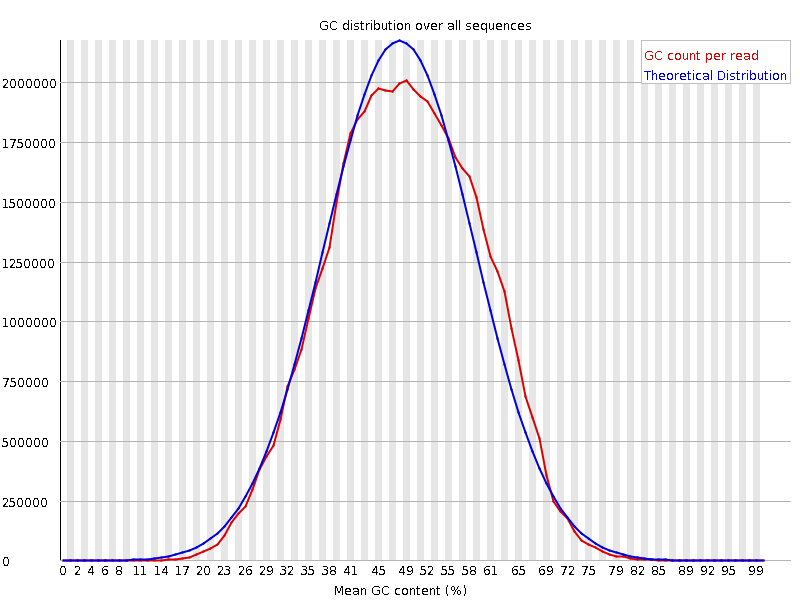 GC distribution over all sequences
GC count per read
Theoretical Distribution
2000000
1750000
1500000
1250000
1000000
750000
500000
250000
0
0 2 4 6 8 11 14 17 20 23 26 29 32 35 38 41 45 49 52 55 58 61 65 69 72 75 79 82 85 89 92 95 99
Mean GC content (%)